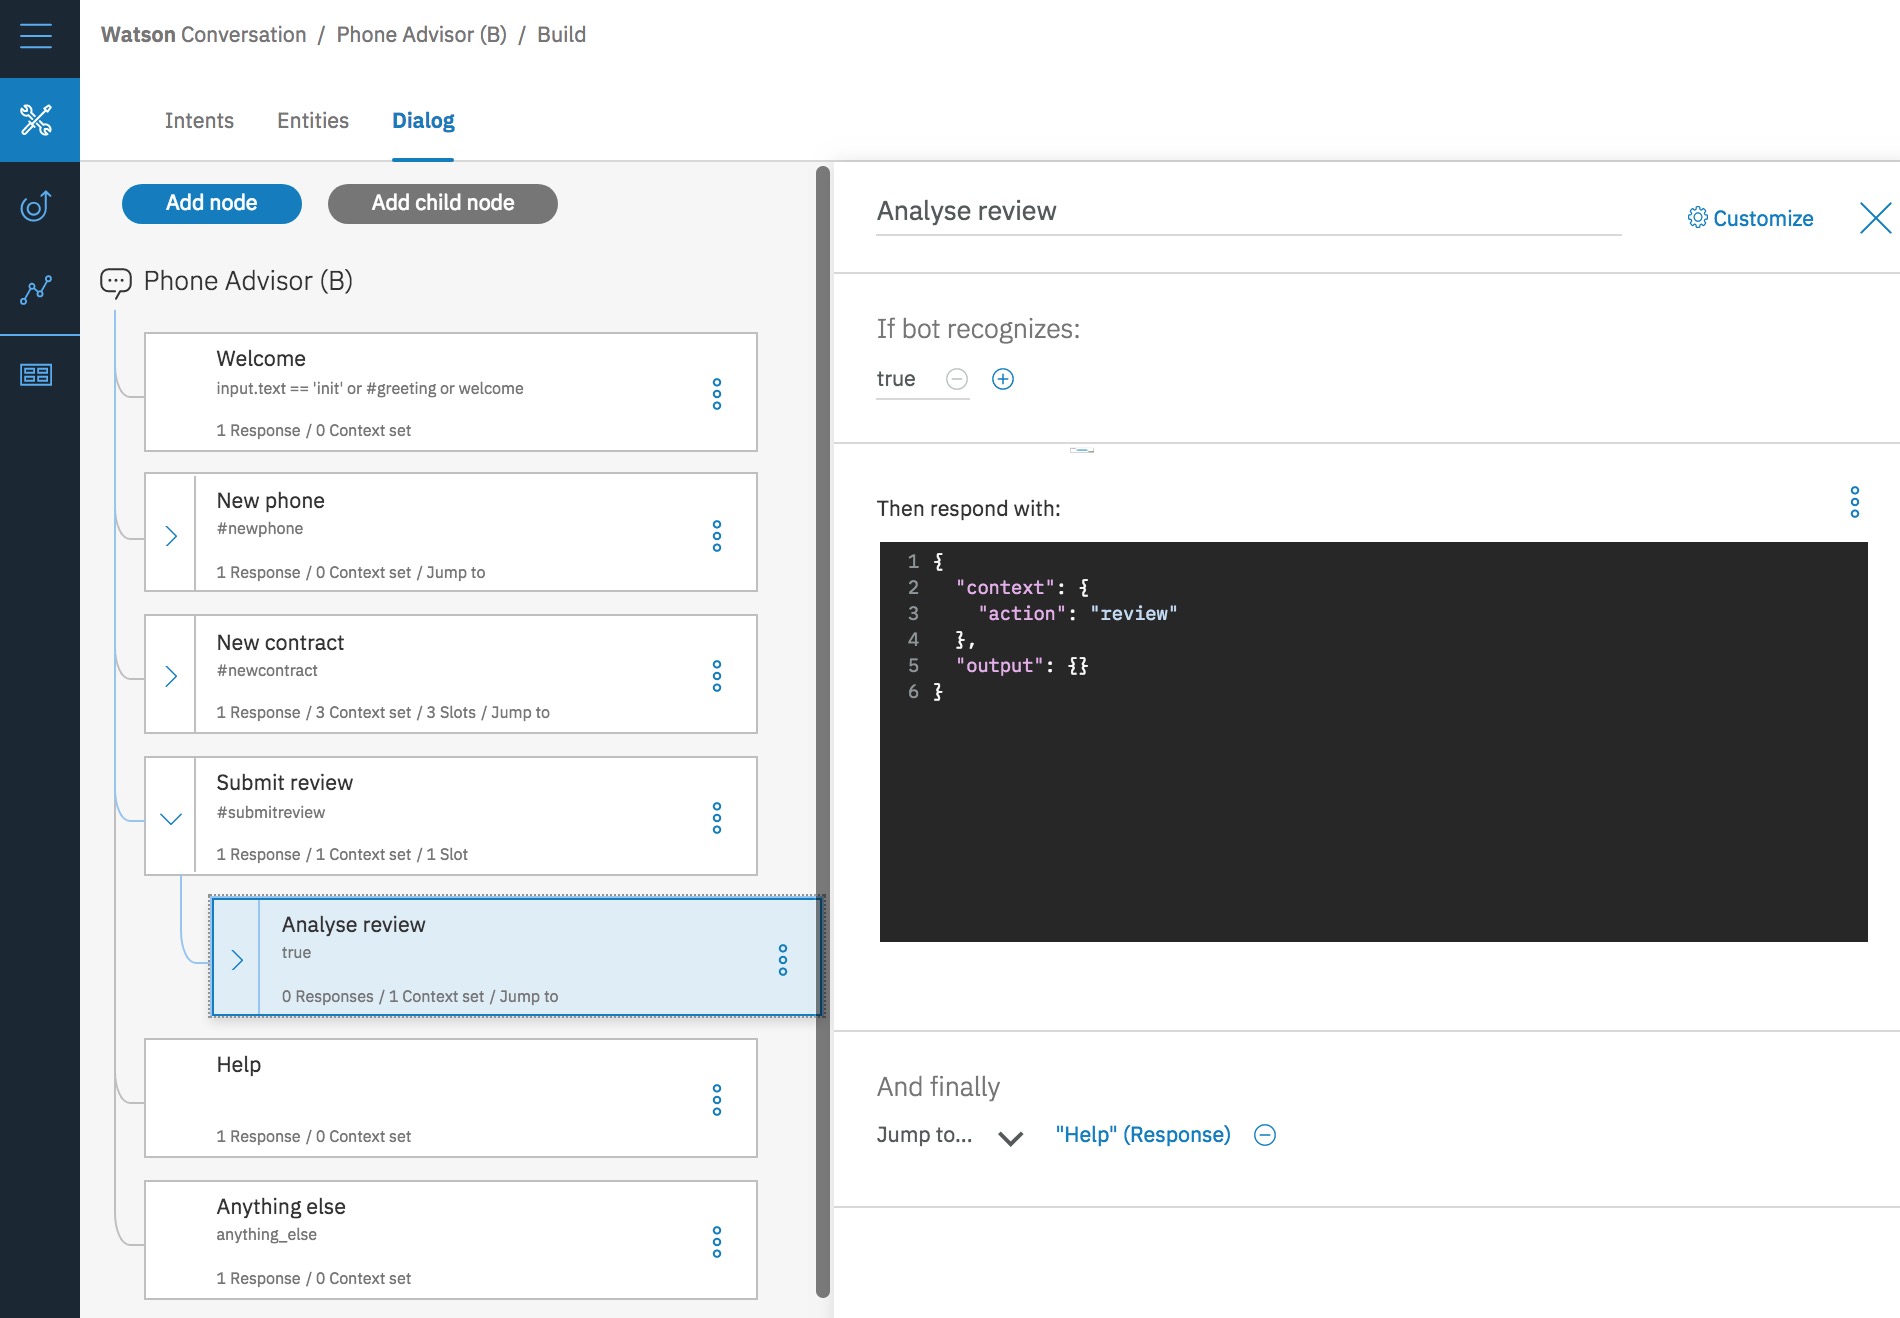 Watson Conversation / Phone Advisor (B) / Build
Intents Entities Dialog
Add node Add child node
Phone Advisor (B)
Welcome
input.text == 'init' or #greeting or welcome
1 Response / 0 Context set
New phone
#newphone
1 Response / 0 Context set / Jump to
New contract
#newcontract
1 Response / 3 Context set / 3 Slots / Jump to
Submit review
#submitreview
1 Response / 1 Context set / 1 Slot
Analyse review
true
0 Responses / 1 Context set / Jump to
Help
1 Response / 0 Context set
Anything else
anything_else
1 Response / 0 Context set
Analyse review
Customize
If bot recognizes:
true
Then respond with:
1 {
2 "context": {
3 "action": "review"
4 },
5 "output": {}
6 }
And finally
Jump to... "Help" (Response)